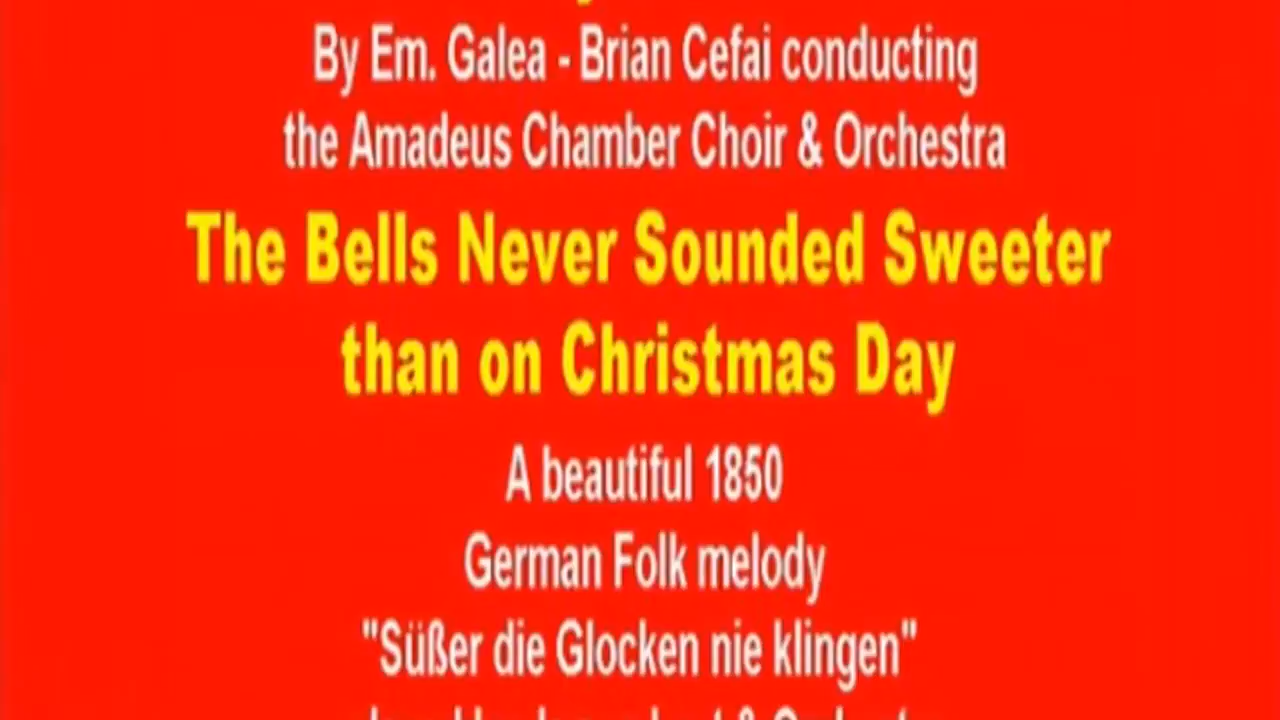 By Em. Galea - Brian Cefai conducting
the Amadeus Chamber Choir & Orchestra
The Bells Never Sounded Sweeter
than on Christmas Day
A beautiful 1850
German Folk melody
"Süßer die Glocken nie klingen"